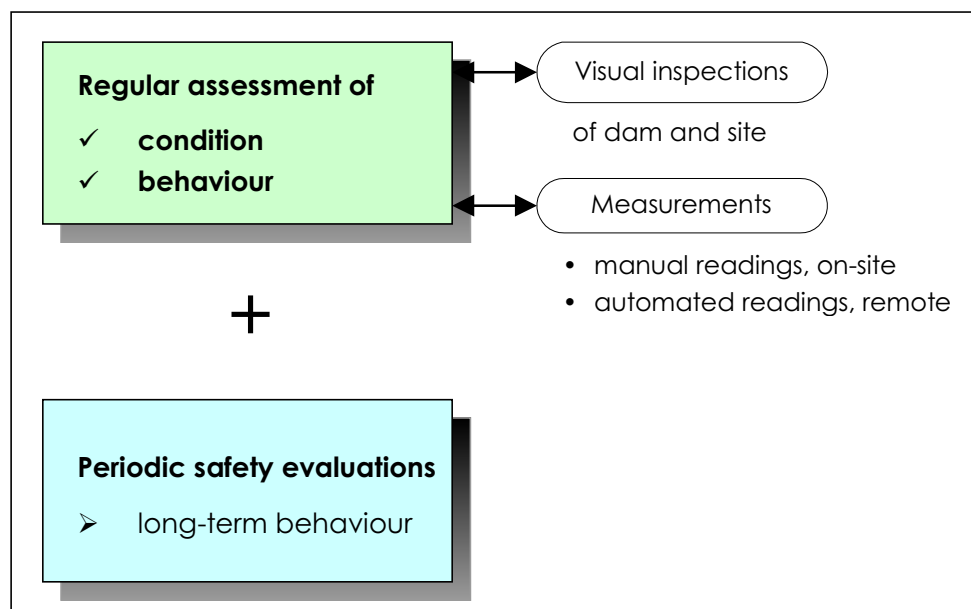 Regular assessment of
✓ condition
✓ behaviour
Visual inspections
of dam and site
Measurements
• manual readings, on-site
• automated readings, remote
+
Periodic safety evaluations
➢ long-term behaviour